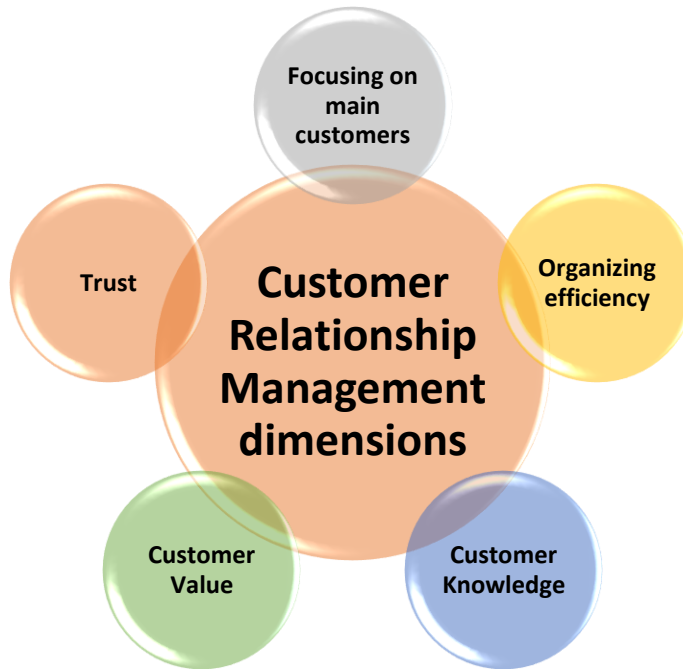 Focusing on
main
customers
Trust
Organizing
efficiency
Customer
Relationship
Management
dimensions
Customer
Value
Customer
Knowledge